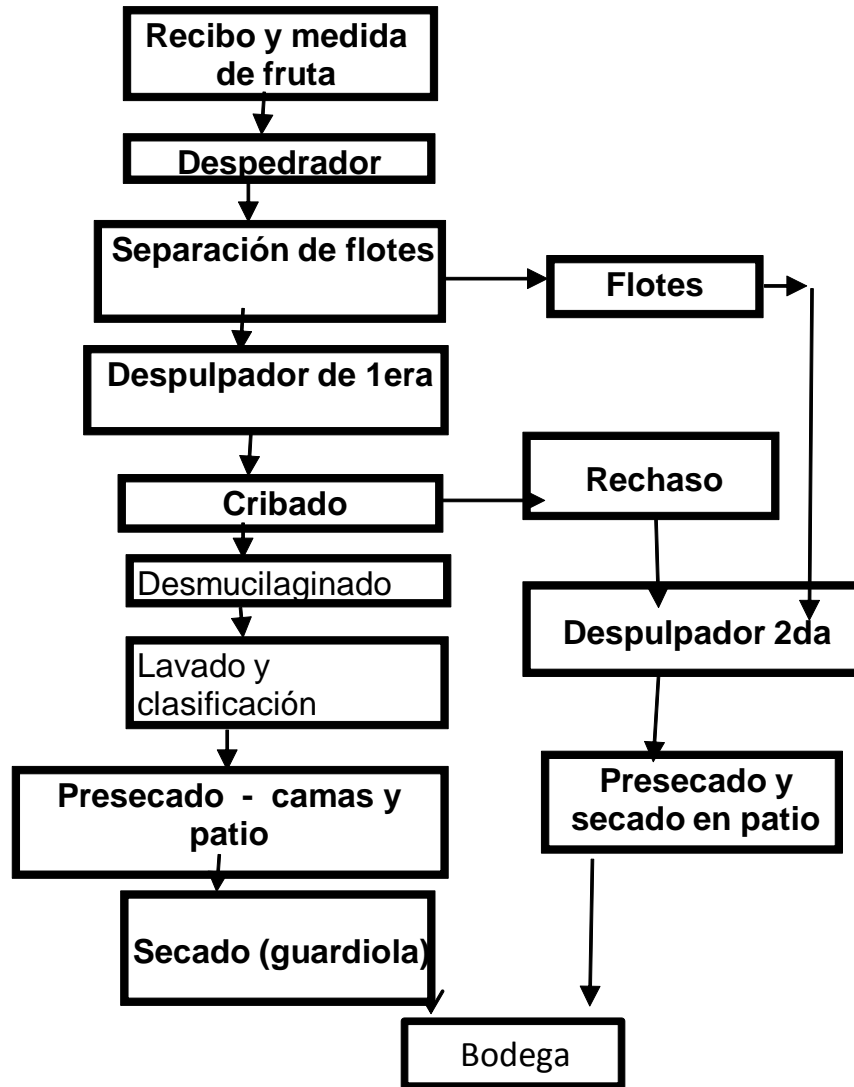 Recibo y medida
de fruta
Despedrador
Separación de flotes
Flotes
Despulpador de 1era
Cribado
Rechaso
Desmucilaginado
Despulpador 2da
Lavado y
clasificación
Presecado - camas y
patio
Presecado y
secado en patio
Secado (guardiola)
Bodega